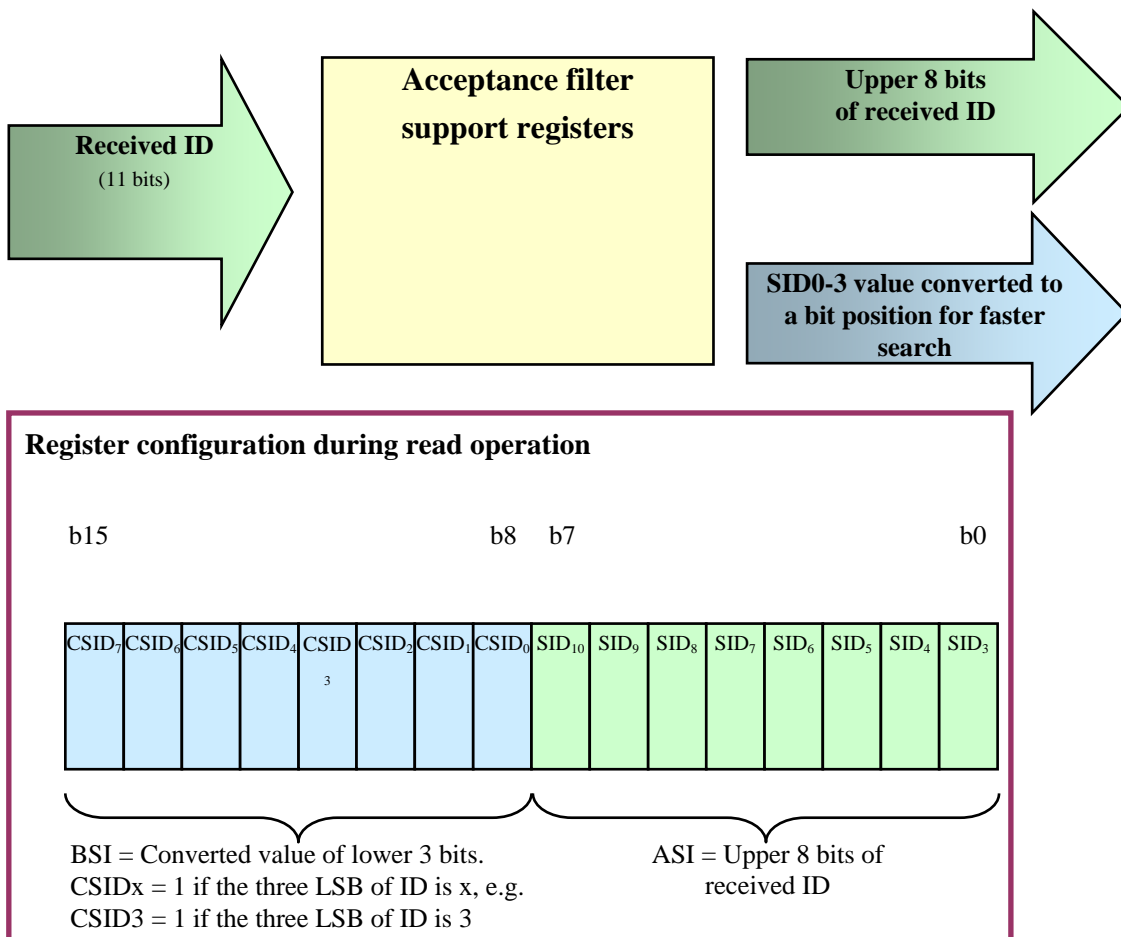 Acceptance filter
support registers
Received ID
(11 bits)
Upper 8 bits
of received ID
SID0-3 value converted to
a bit position for faster
search
Register configuration during read operation
b15 b8 b7 b0
CSID₇ CSID₆ CSID₅ CSID₄ CSID CSID₂ CSID₁ CSID₀ SID₁₀ SID₉ SID₈ SID₇ SID₆ SID₅ SID₄ SID₃
3
BSI = Converted value of lower 3 bits.
CSIDx = 1 if the three LSB of ID is x, e.g.
CSID3 = 1 if the three LSB of ID is 3
ASI = Upper 8 bits of
received ID